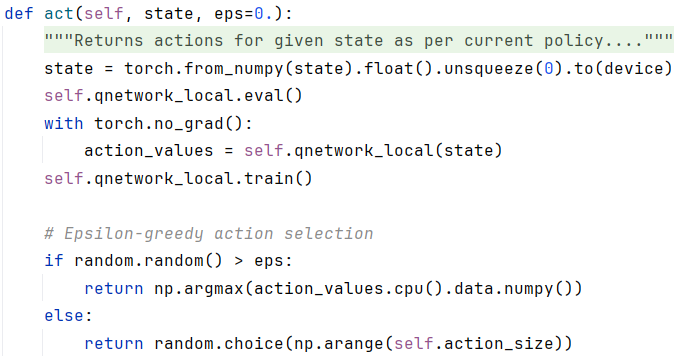 def act(self, state, eps=0.):
"""Returns actions for given state as per current policy...."""
state = torch.from_numpy(state).float().unsqueeze(0).to(device)
self.qnetwork_local.eval()
with torch.no_grad():
action_values = self.qnetwork_local(state)
self.qnetwork_local.train()
# Epsilon-greedy action selection
if random.random() > eps:
return np.argmax(action_values.cpu().data.numpy())
else:
return random.choice(np.arange(self.action_size))